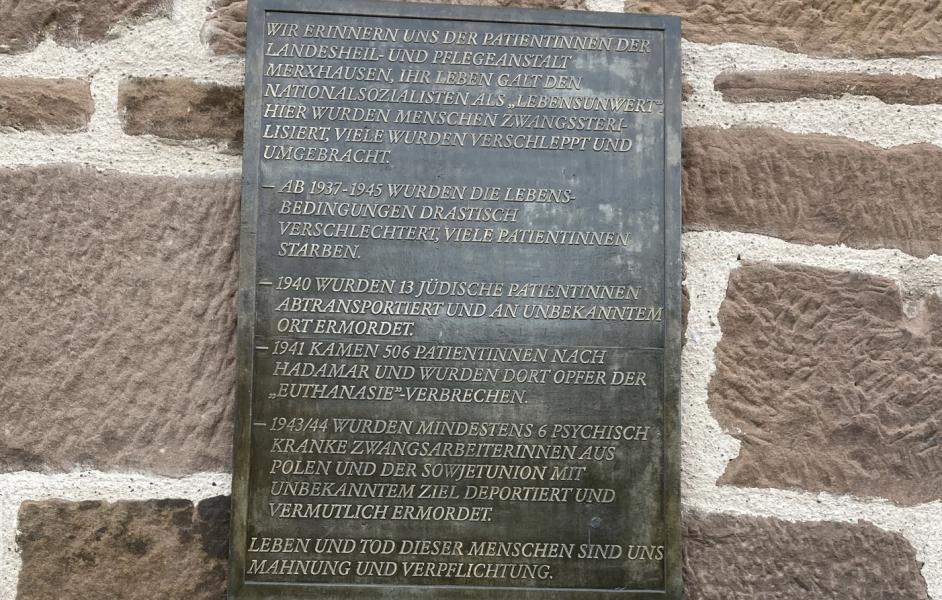 WIR ERINNERN UNS DER PATIENTINNEN DER
LANDESHEIL- UND PFLEGEANSTALT
MERXHAUSEN, IHR LEBEN GALT DEN
NATIONALSOZIALISTEN ALS „LEBENSUNWERT”,
HIER WURDEN MENSCHEN ZWANGSSTERI-
LISIERT, VIELE WURDEN VERSCHLEPPT UND
UMGEBRACHT.
– AB 1937-1945 WURDEN DIE LEBENS-
BEDINGUNGEN DRASTISCH
VERSCHLECHTERT, VIELE PATIENTINNEN
STARBEN.
– 1940 WURDEN 13 JÜDISCHE PATIENTINNEN
ABTRANSPORTIERT UND AN UNBEKANNTEM
ORT ERMORDET.
– 1941 KAMEN 506 PATIENTINNEN NACH
HADAMAR UND WURDEN DORT OPFER DER
„EUTHANASIE”-VERBRECHEN.
– 1943/44 WURDEN MINDESTENS 6 PSYCHISCH
KRANKE ZWANGSARBEITERINNEN AUS
POLEN UND DER SOWJETUNION MIT
UNBEKANNTEM ZIEL DEPORTIERT UND
VERMUTLICH ERMORDET.
LEBEN UND TOD DIESER MENSCHEN SIND UNS
MAHNUNG UND VERPFLICHTUNG.